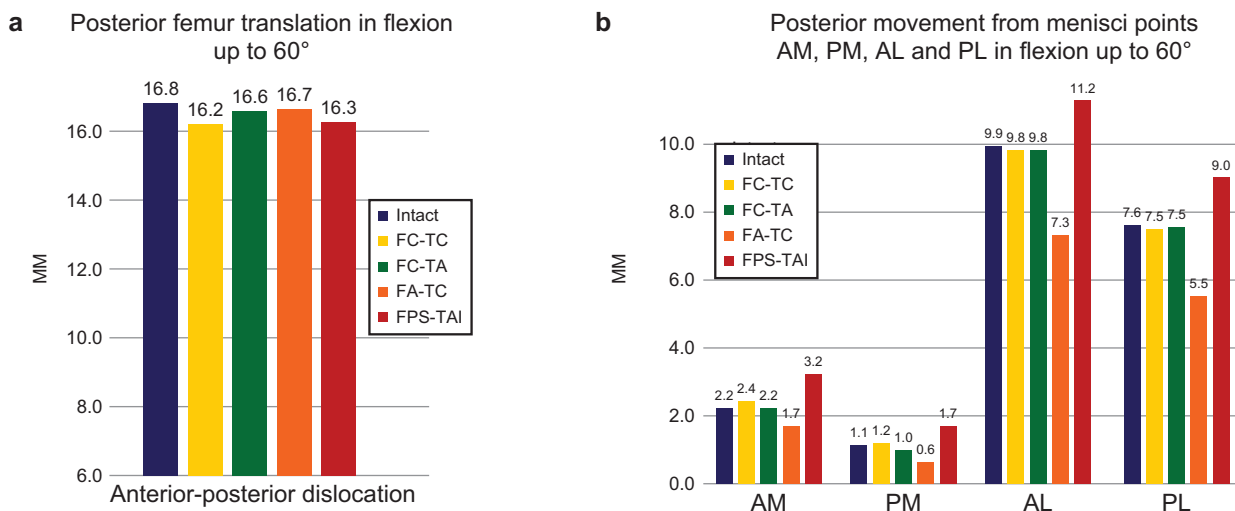 a
Posterior femur translation in flexion
up to 60°
16.8
16.2
16.6
16.7
16.3
16.0
14.0
12.0
10.0
8.0
6.0
MM
Intact
FC-TC
FC-TA
FA-TC
FPS-TAI
Anterior-posterior dislocation
b
Posterior movement from menisci points
AM, PM, AL and PL in flexion up to 60°
10.0
8.0
6.0
4.0
2.0
0.0
MM
Intact
FC-TC
FC-TA
FA-TC
FPS-TAI
2.2
2.4
2.2
1.7
3.2
1.1
1.2
1.0
0.6
1.7
9.9
9.8
9.8
7.3
11.2
7.6
7.5
7.5
5.5
9.0
AM
PM
AL
PL